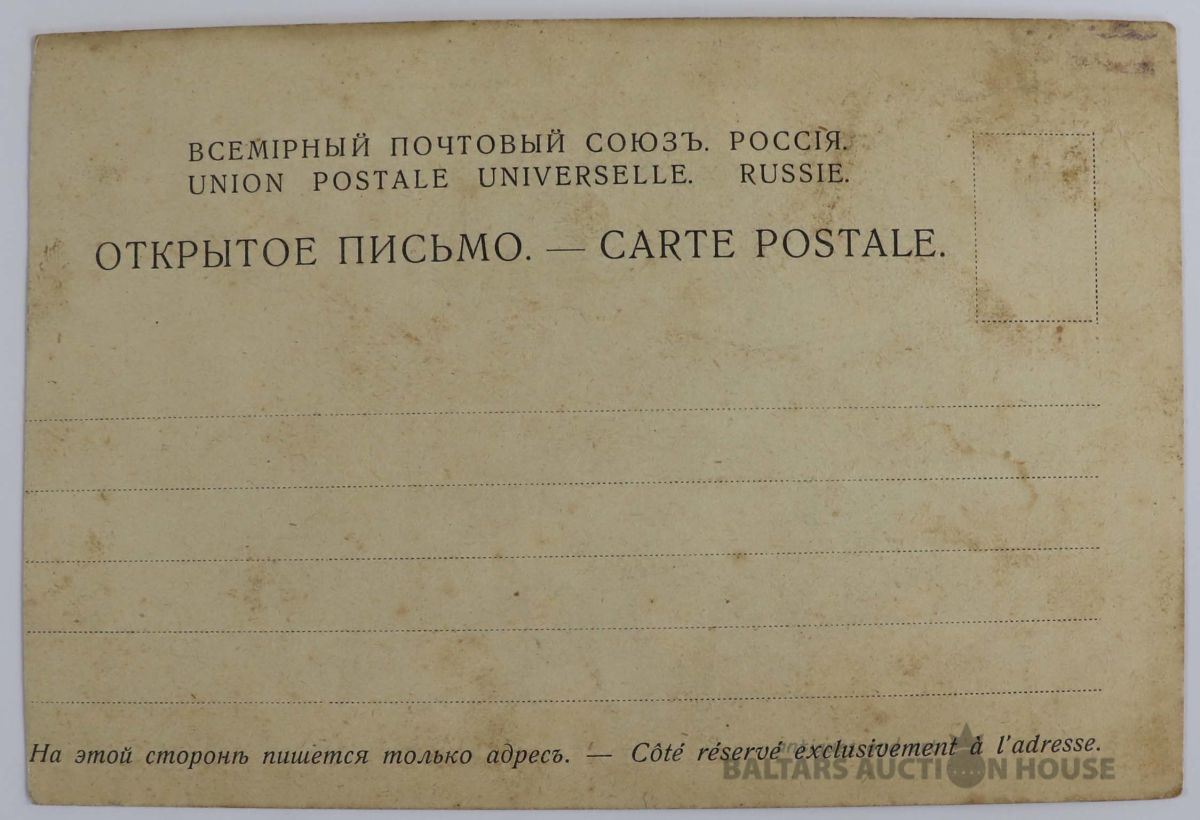 ВСЕМІРНЫЙ ПОЧТОВЫЙ СОЮЗЪ. РОССІЯ.
UNION POSTALE UNIVERSELLE. RUSSIE.
ОТКРЫТОЕ ПИСЬМО. — CARTE POSTALE.
На этой сторонѣ пишется только адресъ. — Côté réservé exclusivement à l'adresse.
BALTARS AUCTION HOUSE